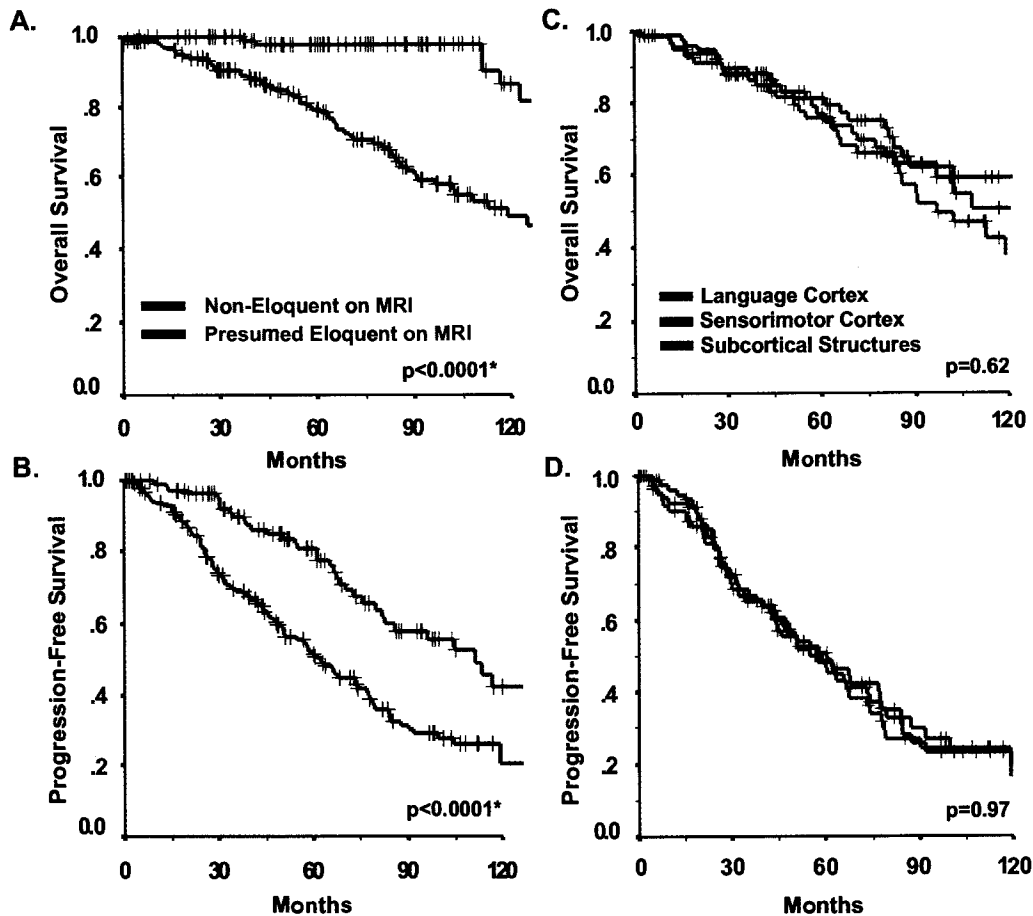 A.
Overall Survival
1.0
.8
.6
.4
.2
0.0
Non-Eloquent on MRI
Presumed Eloquent on MRI
p<0.0001*
0 30 60 90 120
Months
C.
Overall Survival
1.0
.8
.6
.4
.2
0.0
Language Cortex
Sensorimotor Cortex
Subcortical Structures
p=0.62
0 30 60 90 120
Months
B.
Progression-Free Survival
1.0
.8
.6
.4
.2
0.0
p<0.0001*
0 30 60 90 120
Months
D.
Progression-Free Survival
1.0
.8
.6
.4
.2
0.0
p=0.97
0 30 60 90 120
Months